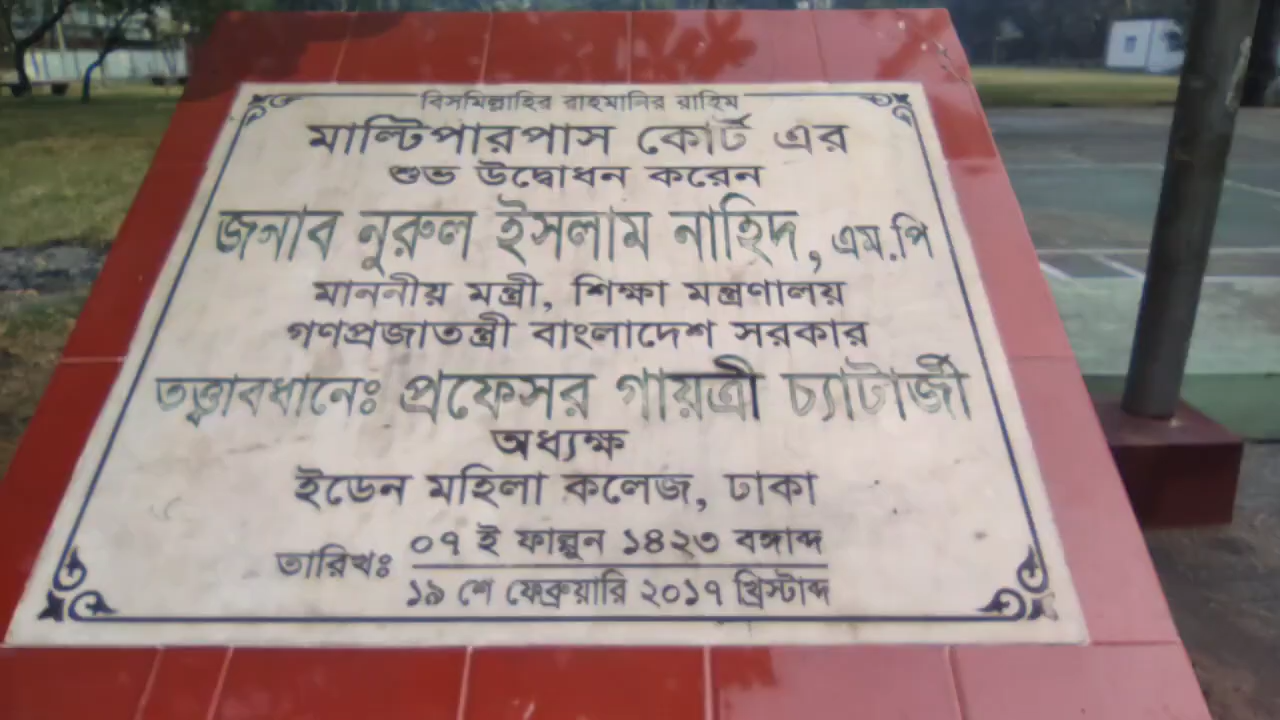 বিসমিল্লাহির রাহমানির রাহিম
মাল্টিপারপাস কোর্ট এর
শুভ উদ্বোধন করেন
জনাব নুরুল ইসলাম নাহিদ, এম.পি
মাননীয় মন্ত্রী, শিক্ষা মন্ত্রণালয়
গণপ্রজাতন্ত্রী বাংলাদেশ সরকার
তত্ত্বাবধানেঃ প্রফেসর গায়ত্রী চ্যাটার্জী
অধ্যক্ষ
ইডেন মহিলা কলেজ, ঢাকা
তারিখঃ ০৭ ই ফাল্গুন ১৪২৩ বঙ্গাব্দ
১৯ শে ফেব্রুয়ারি ২০১৭ খ্রিস্টাব্দ